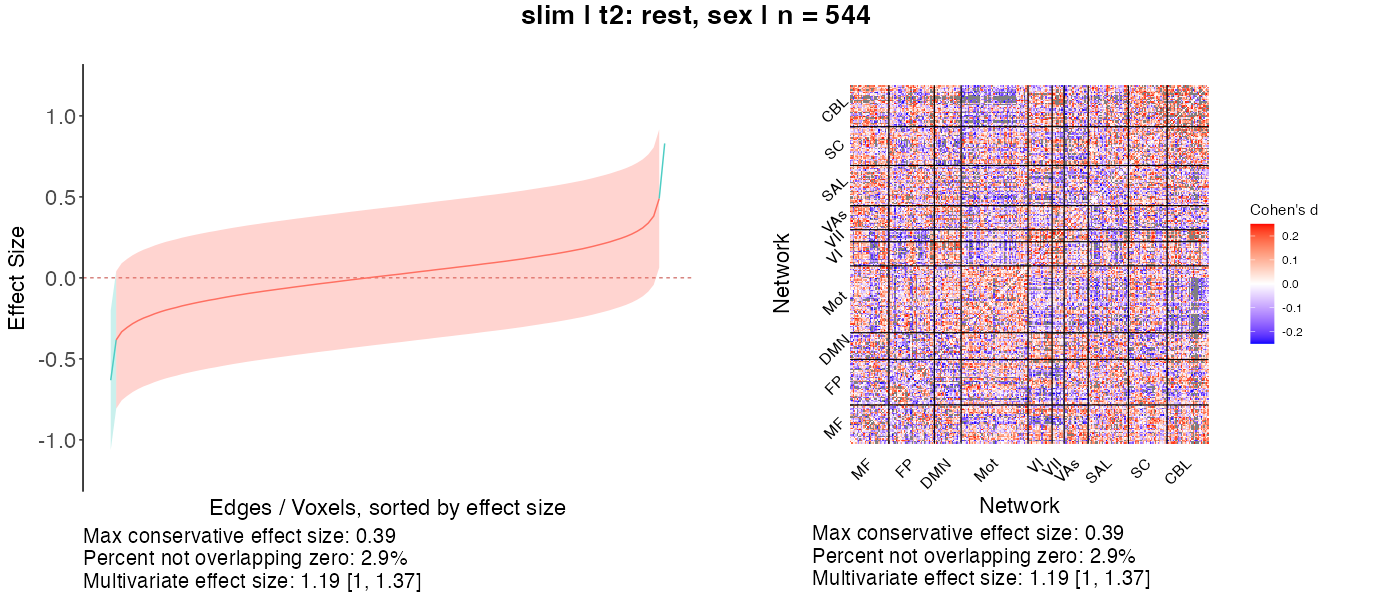 slim | t2: rest, sex | n = 544
Effect Size
1.0
0.5
0.0
-0.5
-1.0
Edges / Voxels, sorted by effect size
Max conservative effect size: 0.39
Percent not overlapping zero: 2.9%
Multivariate effect size: 1.19 [1, 1.37]
Network
CBL
SC
SAL
VAs
VII
VI
Mot
DMN
FP
MF
MF
FP
DMN
Mot
VI
VII
VAs
SAL
SC
CBL
Network
Max conservative effect size: 0.39
Percent not overlapping zero: 2.9%
Multivariate effect size: 1.19 [1, 1.37]
Cohen's d
0.2
0.1
0.0
-0.1
-0.2